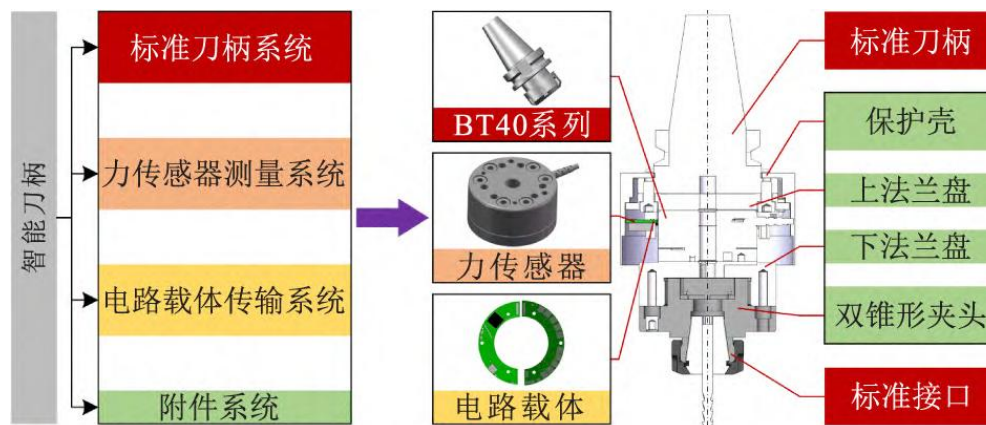 智能刀柄
标准刀柄系统
力传感器测量系统
电路载体传输系统
附件系统
BT40系列
力传感器
电路载体
标准刀柄
保护壳
上法兰盘
下法兰盘
双锥形夹头
标准接口